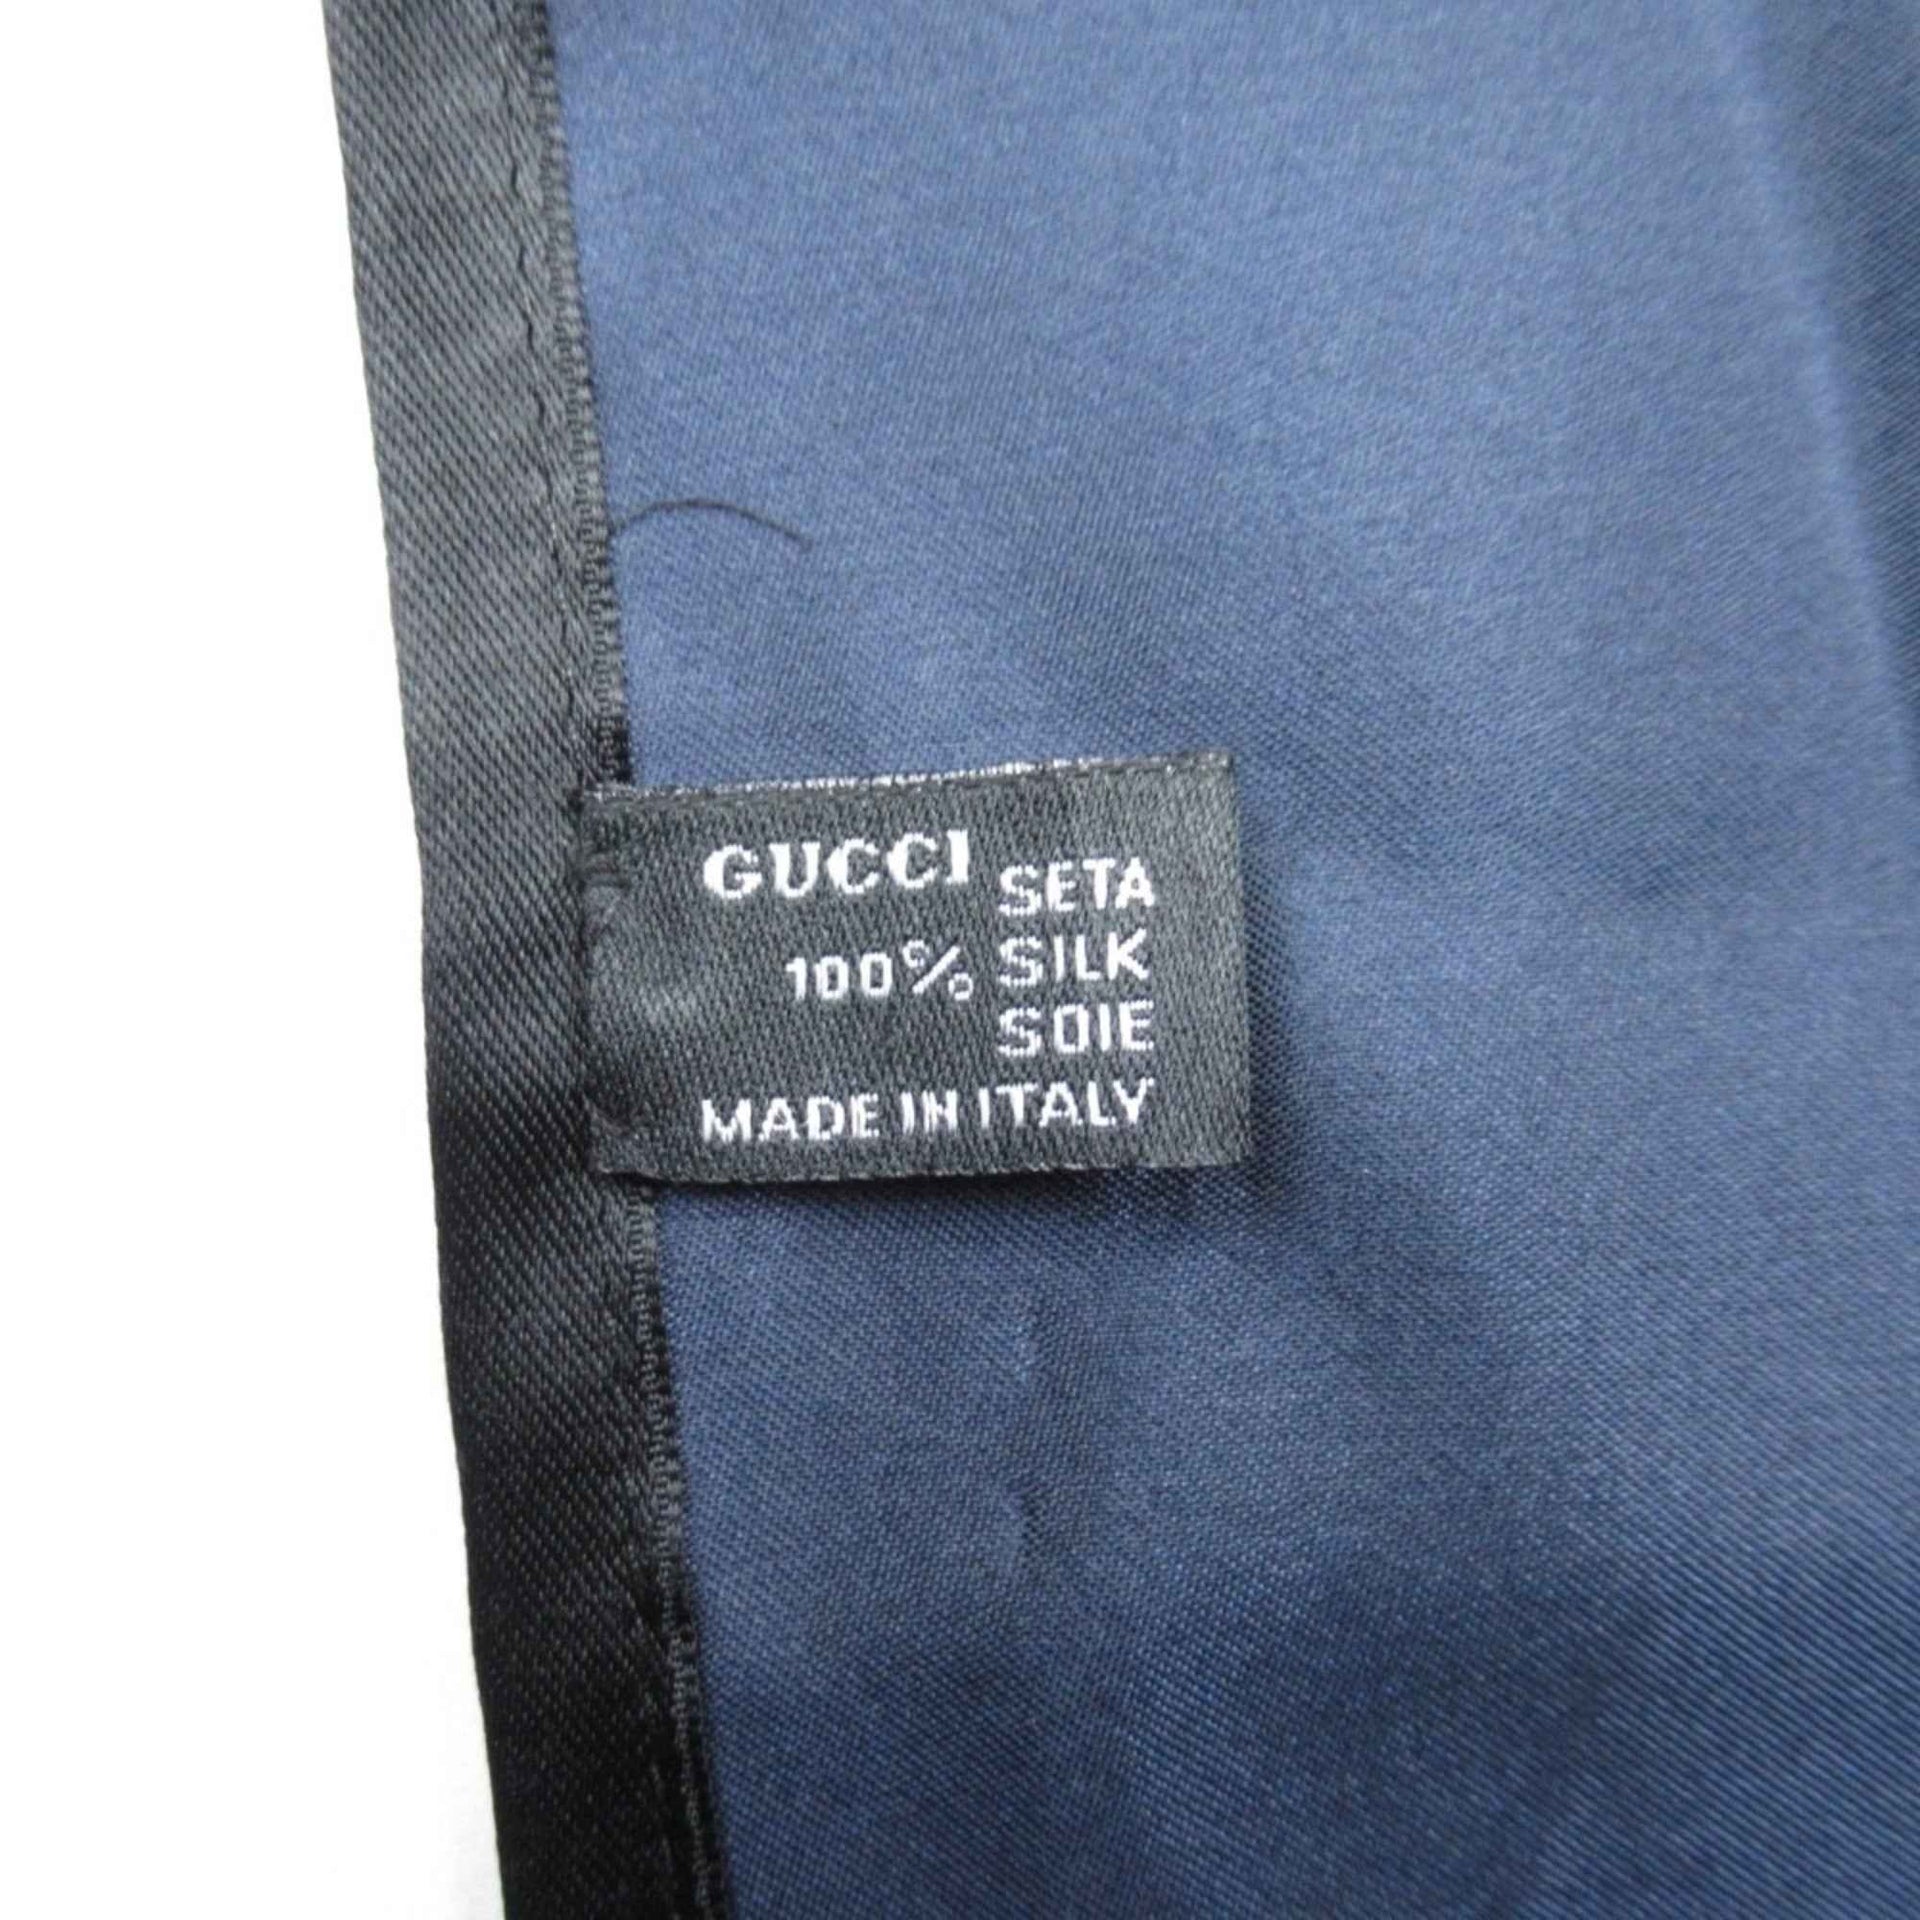 GUCCI SETA
100% SILK
SOIE
MADE IN ITALY